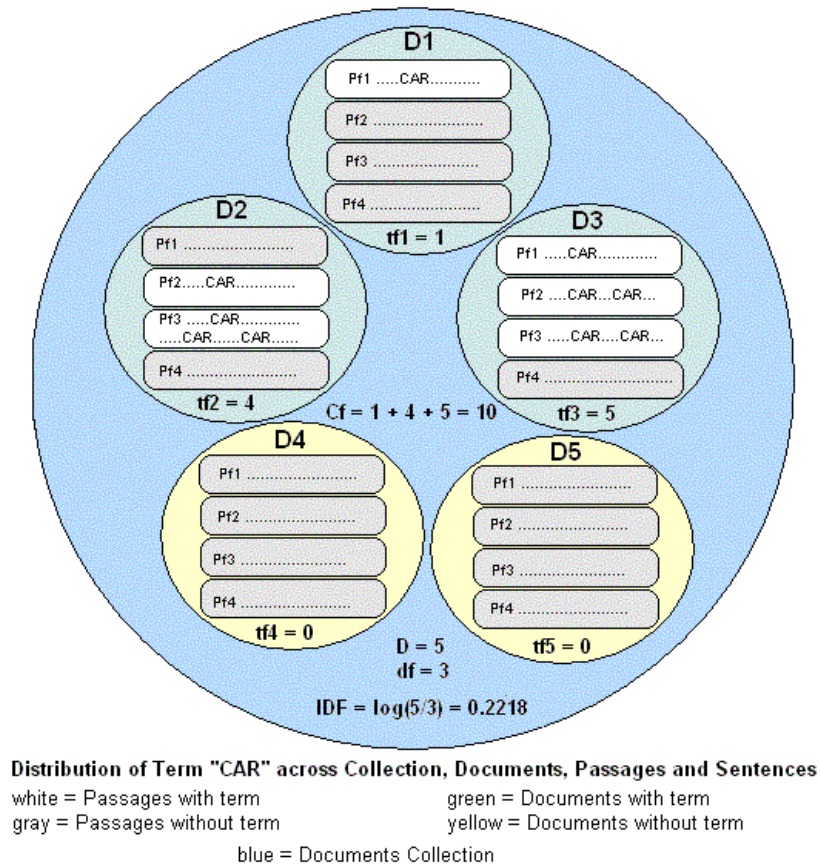 D1
Pf1 .....CAR...........
Pf2 ..........................
Pf3 .........................
Pf4 ..........................
tf1 = 1
D2
Pf1 ..........................
Pf2.....CAR..............
Pf3 .....CAR..............
.....CAR......CAR......
Pf4 ..........................
tf2 = 4
D3
Pf1 .....CAR.............
Pf2 ....CAR...CAR...
Pf3 .....CAR....CAR...
Pf4 ..............................
tf3 = 5
Cf = 1 + 4 + 5 = 10
D4
Pf1 ..........................
Pf2 ..........................
Pf3 .........................
Pf4 ..........................
tf4 = 0
D5
Pf1 ..........................
Pf2 ..........................
Pf3 .........................
Pf4 ..........................
tf5 = 0
D = 5
df = 3
IDF = log(5/3) = 0.2218
Distribution of Term "CAR" across Collection, Documents, Passages and Sentences
white = Passages with term
green = Documents with term
gray = Passages without term
yellow = Documents without term
blue = Documents Collection